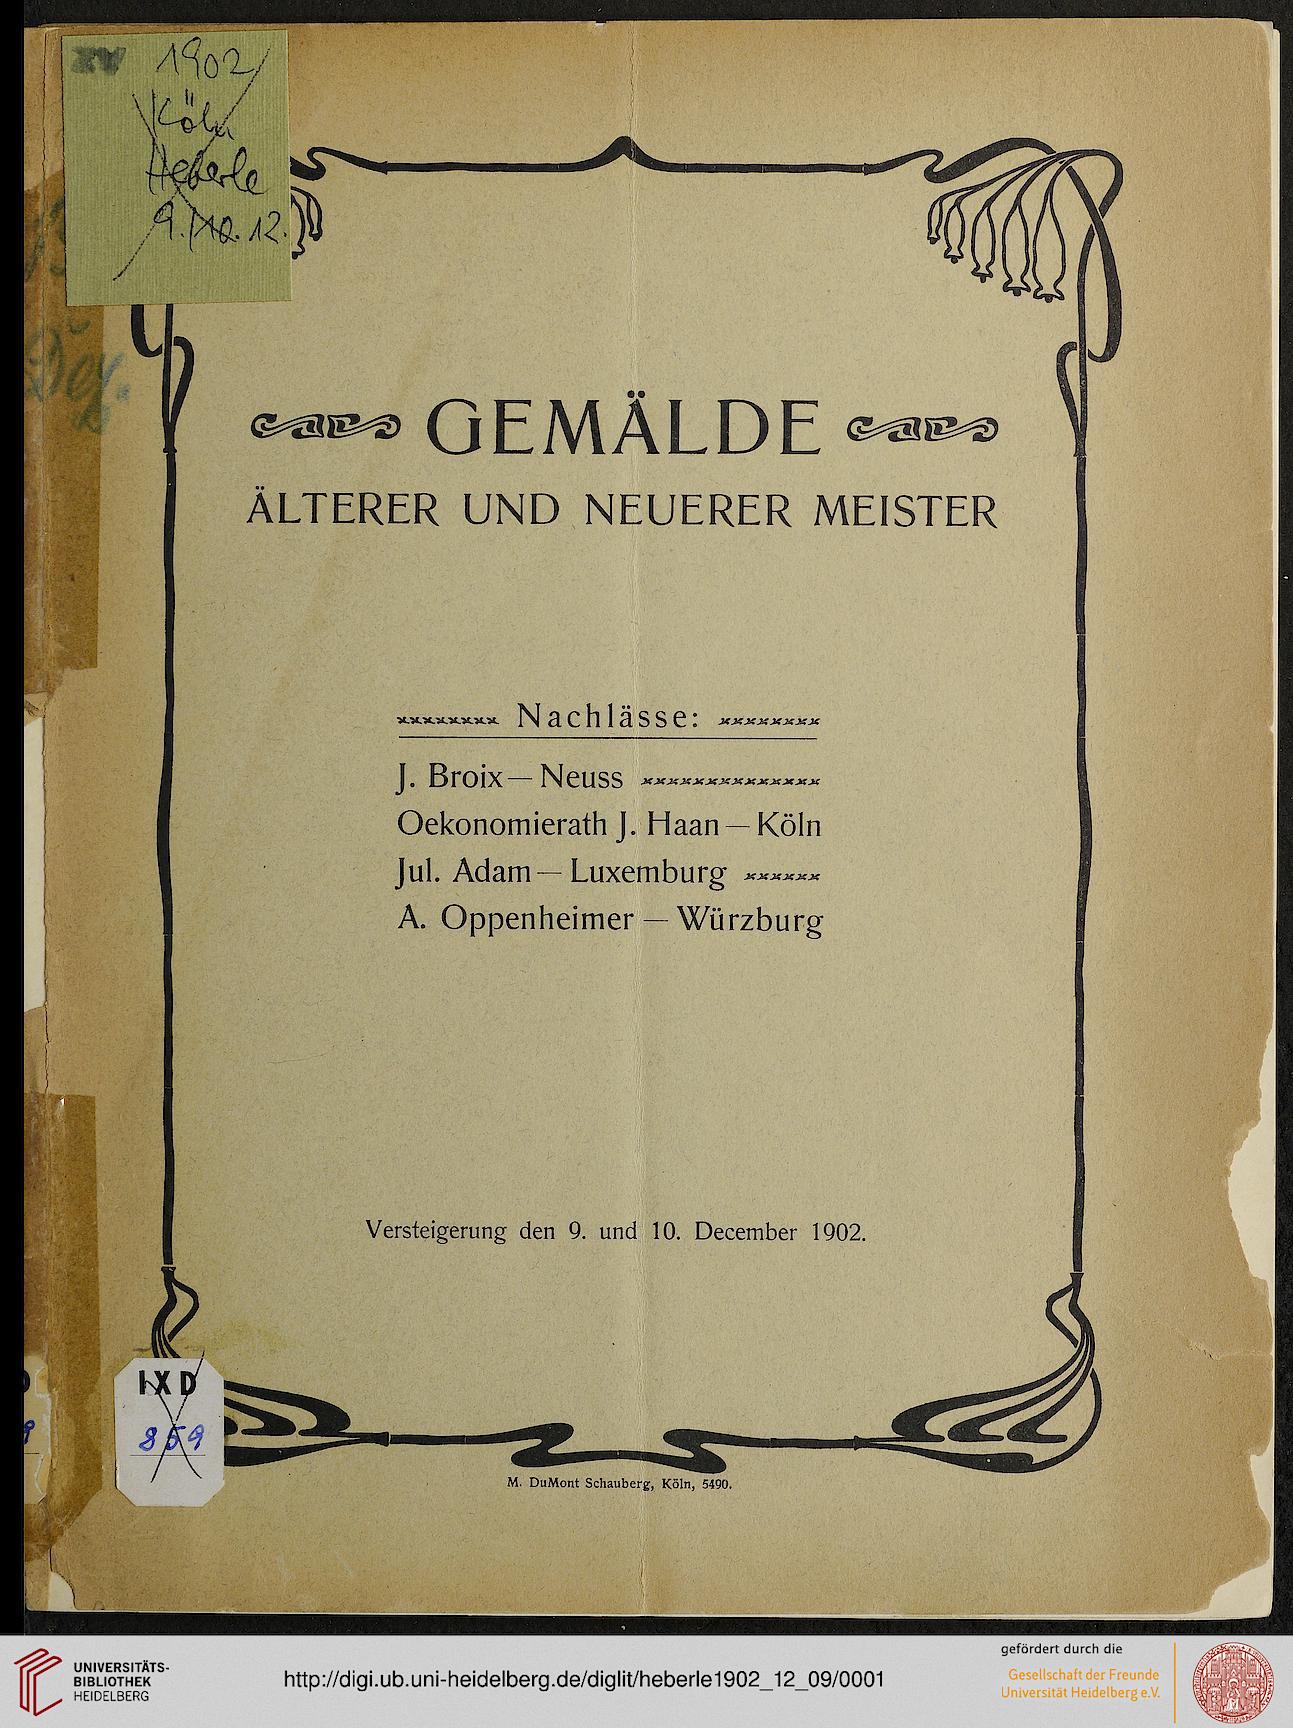 XV 1902
Köln
Heberle
9./10. 12.
Dez.
GEMÄLDE
ÄLTERER UND NEUERER MEISTER
Nachlässe:
J. Broix — Neuss
Oekonomierath J. Haan — Köln
Jul. Adam — Luxemburg
A. Oppenheimer — Würzburg
Versteigerung den 9. und 10. December 1902.
IXD
859
M. DuMont Schauberg, Köln, 5490.
UNIVERSITÄTS-
BIBLIOTHEK
HEIDELBERG
http://digi.ub.uni-heidelberg.de/diglit/heberle1902_12_09/0001
gefördert durch die
Gesellschaft der Freunde
Universität Heidelberg e.V.